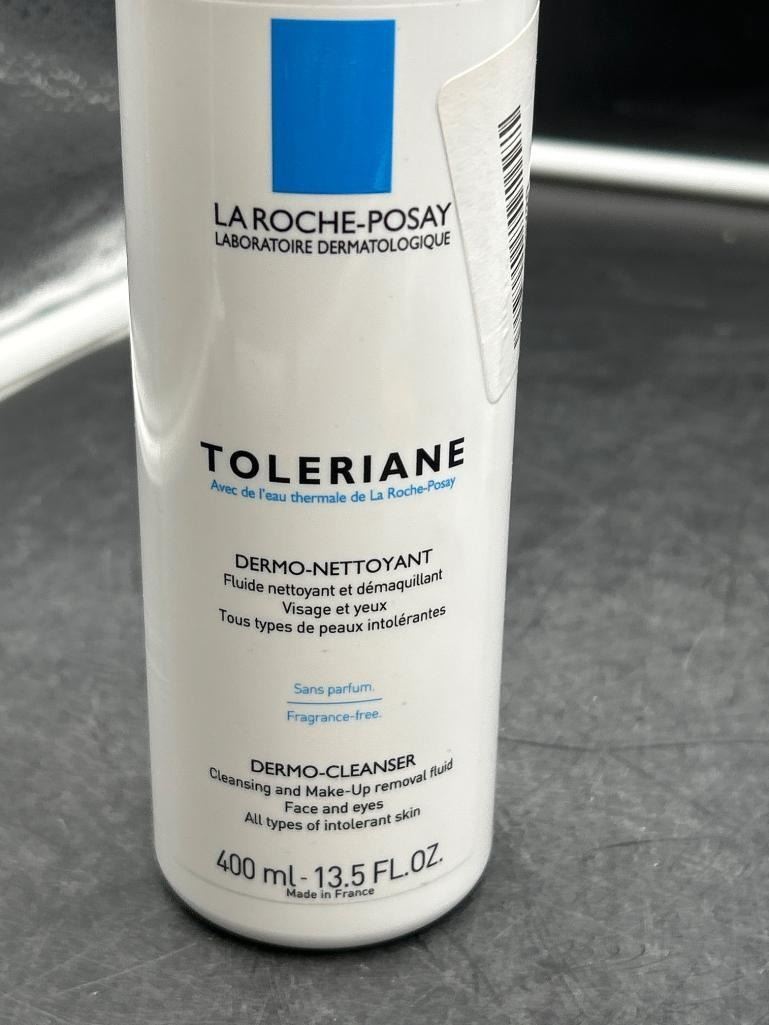 LA ROCHE-POSAY
LABORATOIRE DERMATOLOGIQUE
TOLERIANE
Avec de l'eau thermale de La Roche-Posay
DERMO-NETTOYANT
Fluide nettoyant et démaquillant
Visage et yeux
Tous types de peaux intolérantes
Sans parfum.
Fragrance-free.
DERMO-CLEANSER
Cleansing and Make-Up removal fluid
Face and eyes
All types of intolerant skin
400 ml - 13.5 FL.OZ.
Made in France